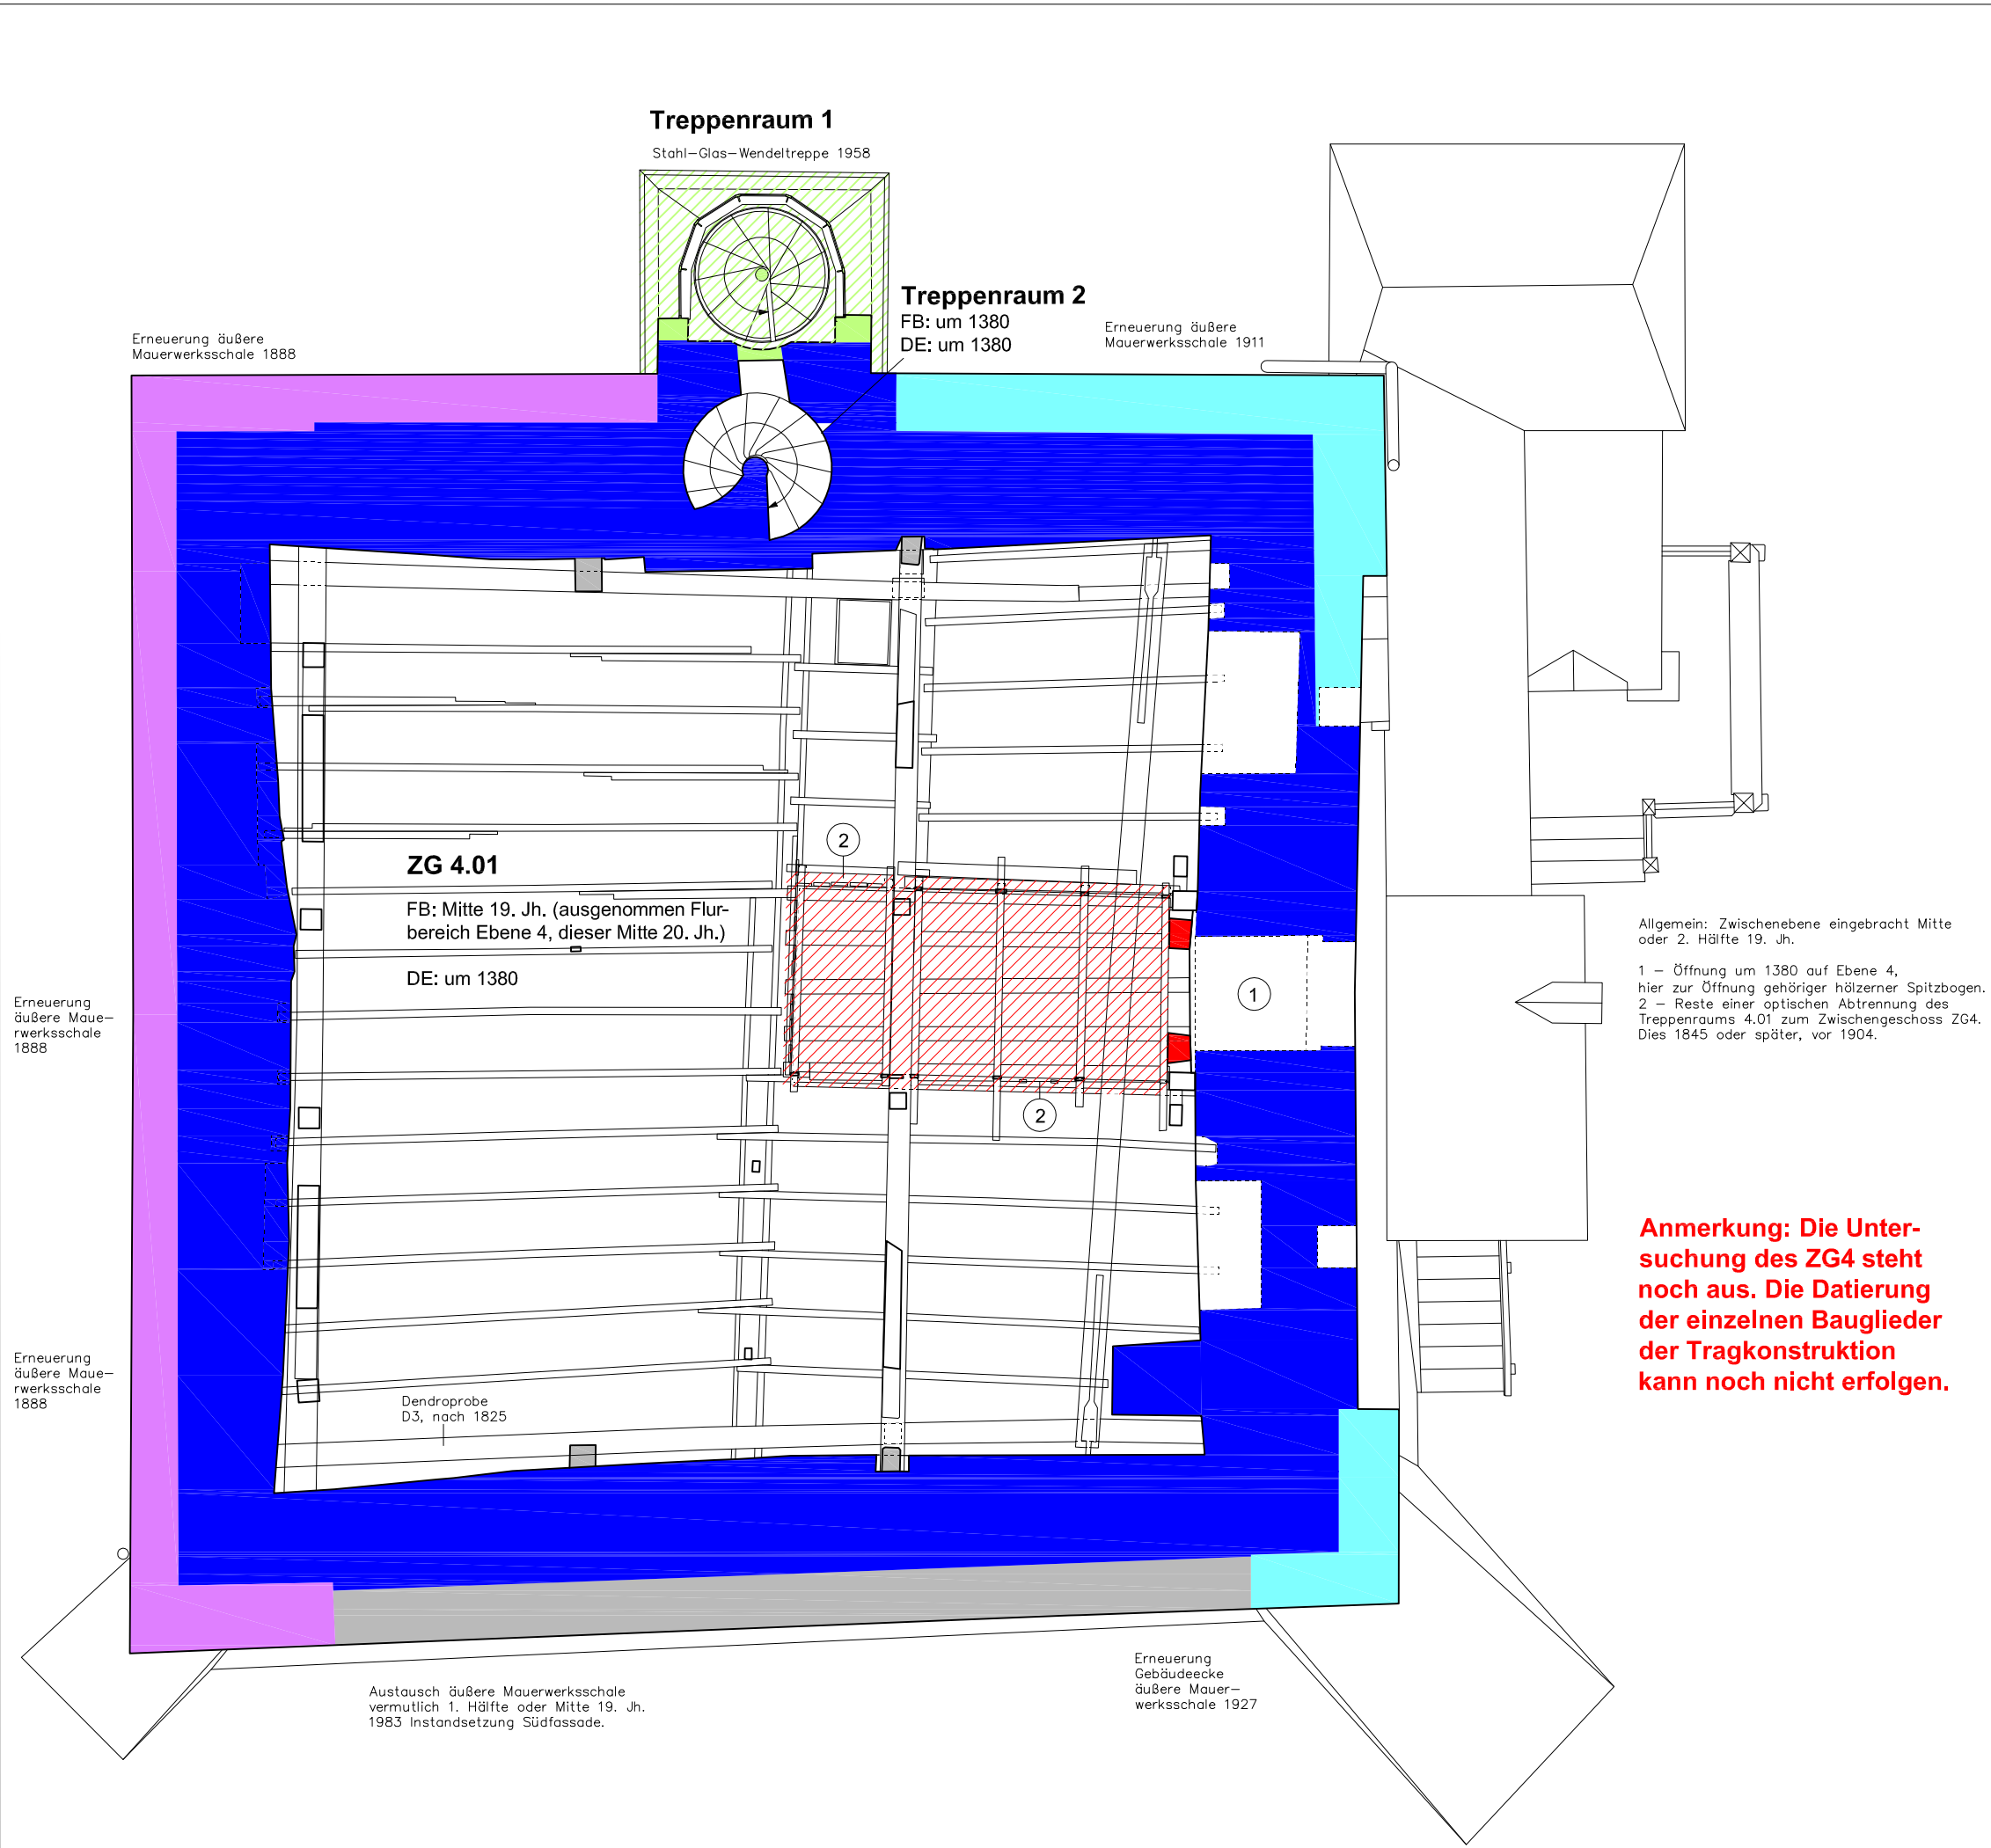 Treppenraum 1
Stahl-Glas-Wendeltreppe 1958
Treppenraum 2
FB: um 1380
DE: um 1380
Erneuerung äußere
Mauerwerksschale 1911
Erneuerung äußere
Mauerwerksschale 1888
2
ZG 4.01
FB: Mitte 19. Jh. (ausgenommen Flur-
bereich Ebene 4, dieser Mitte 20. Jh.)
DE: um 1380
1
2
Allgemein: Zwischenebene eingebracht Mitte
oder 2. Hälfte 19. Jh.
1 - Öffnung um 1380 auf Ebene 4,
hier zur Öffnung gehöriger hölzerner Spitzbogen.
2 - Reste einer optischen Abtrennung des
Treppenraums 4.01 zum Zwischengeschoss ZG4.
Dies 1845 oder später, vor 1904.
Erneuerung
äußere Maue-
rwerksschale
1888
Anmerkung: Die Unter-
suchung des ZG4 steht
noch aus. Die Datierung
der einzelnen Bauglieder
der Tragkonstruktion
kann noch nicht erfolgen.
Erneuerung
äußere Maue-
rwerksschale
1888
Dendroprobe
D3, nach 1825
Erneuerung
Gebäudeecke
äußere Mauer-
werksschale 1927
Austausch äußere Mauerwerksschale
vermutlich 1. Hälfte oder Mitte 19. Jh.
1983 Instandsetzung Südfassade.